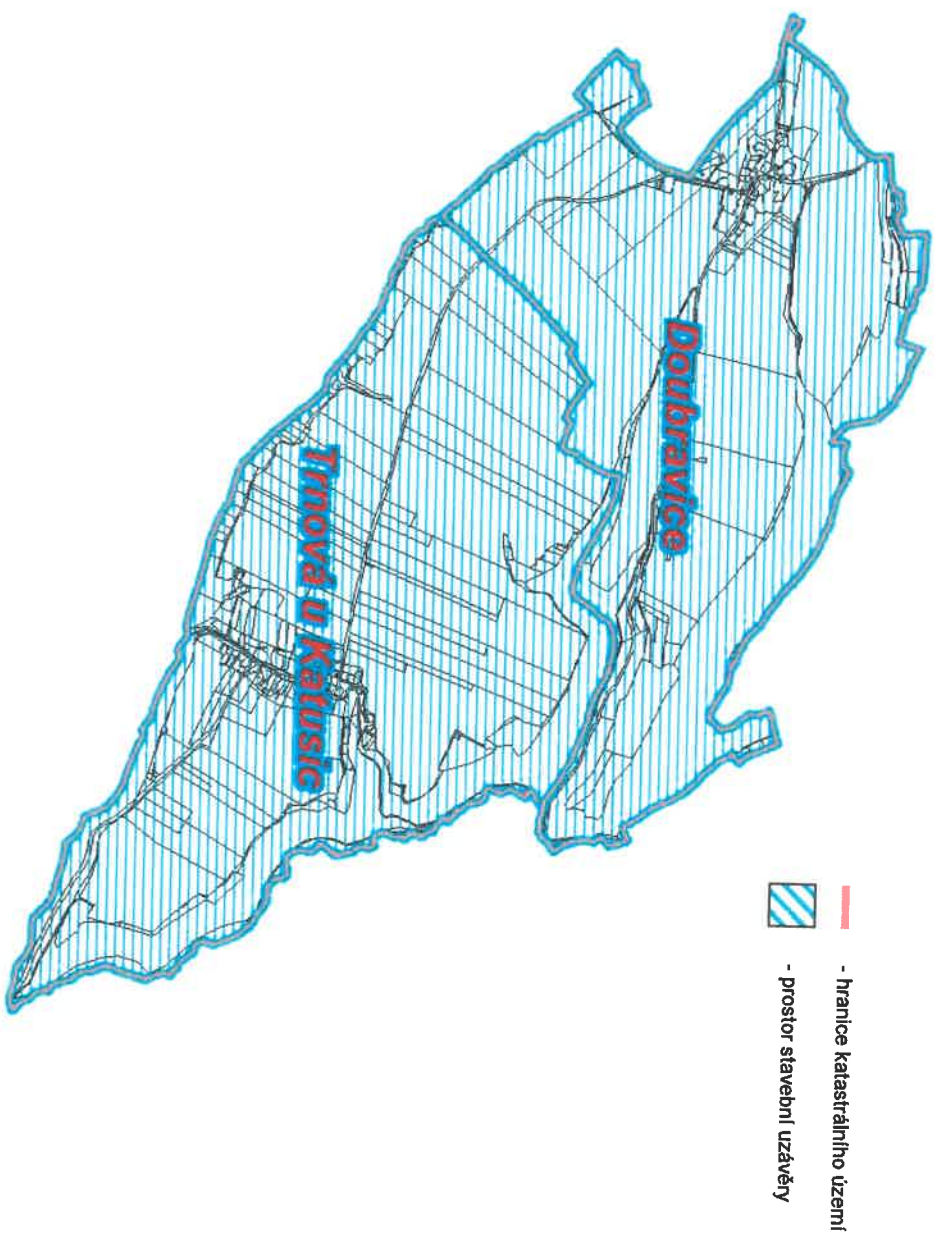 Doubravice
Trnová u Katusic
- hranice katastrálního území
- prostor stavební uzávěry